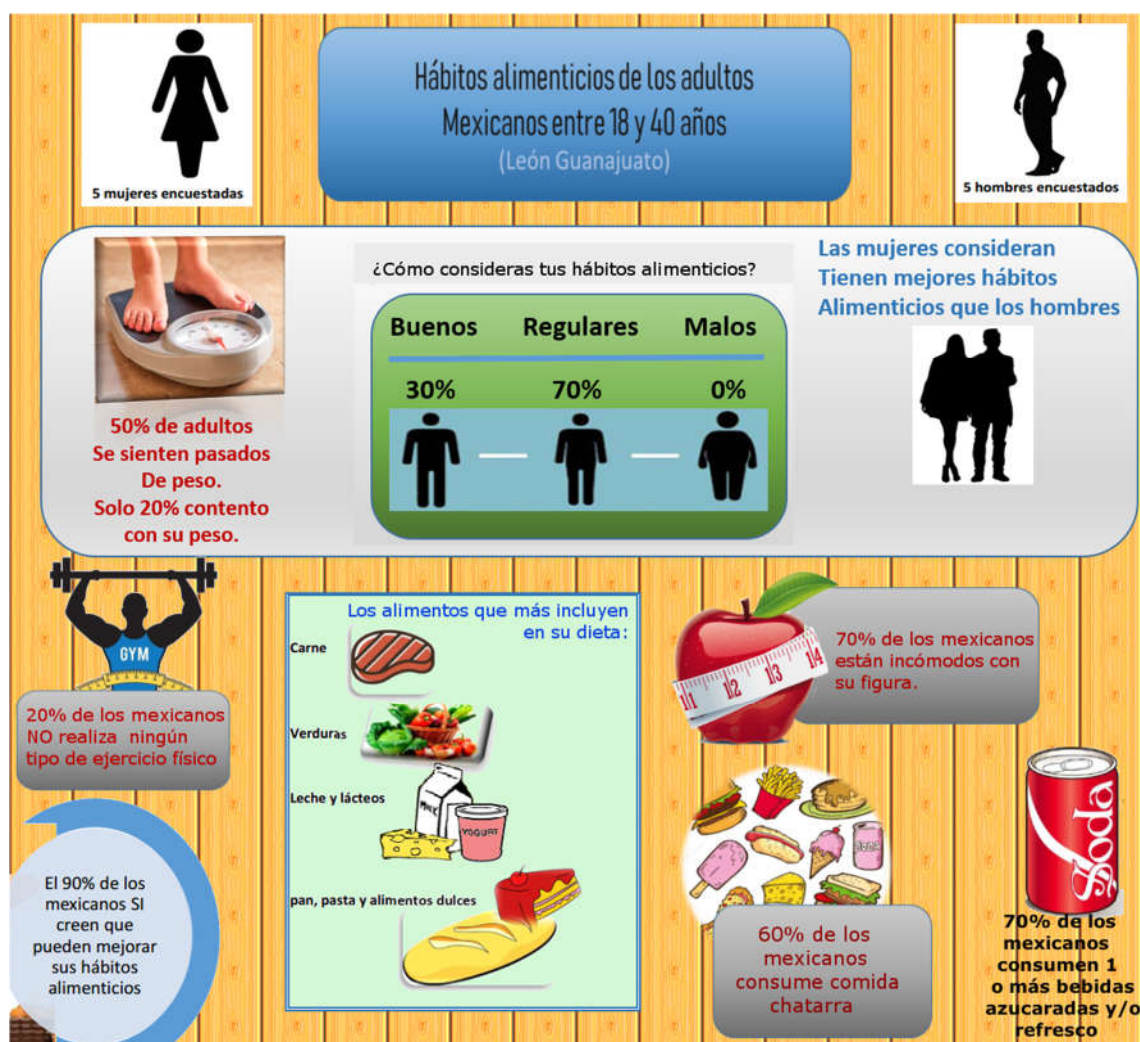 Hábitos alimenticios de los adultos
Mexicanos entre 18 y 40 años
(León Guanajuato)
5 mujeres encuestadas
5 hombres encuestados
50% de adultos
Se sienten pasados
De peso.
Solo 20% contento
con su peso.
¿Cómo consideras tus hábitos alimenticios?
Buenos Regulares Malos
30% 70% 0%
Las mujeres consideran
Tienen mejores hábitos
Alimenticios que los hombres
GYM
20% de los mexicanos
NO realiza ningún
tipo de ejercicio físico
El 90% de los
mexicanos SI
creen que
pueden mejorar
sus hábitos
alimenticios
Los alimentos que más incluyen
en su dieta:
Carne
Verduras
Leche y lácteos
MILK
YOGURT
pan, pasta y alimentos dulces
11 12 13 14
70% de los mexicanos
están incómodos con
su figura.
60% de los
mexicanos
consume comida
chatarra
Soda
70% de los
mexicanos
consumen 1
o más bebidas
azucaradas y/o
refresco